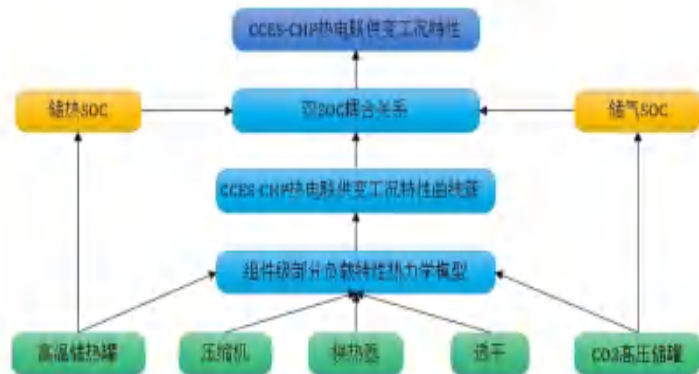 CCES-CHP热电联供变工况特性
储热SOC
双SOC耦合关系
储气SOC
CCES-CHP热电联供变工况特性曲线簇
组件级部分负载特性热力学模型
高温储热罐
压缩机
换热器
透平
CO2高压储罐